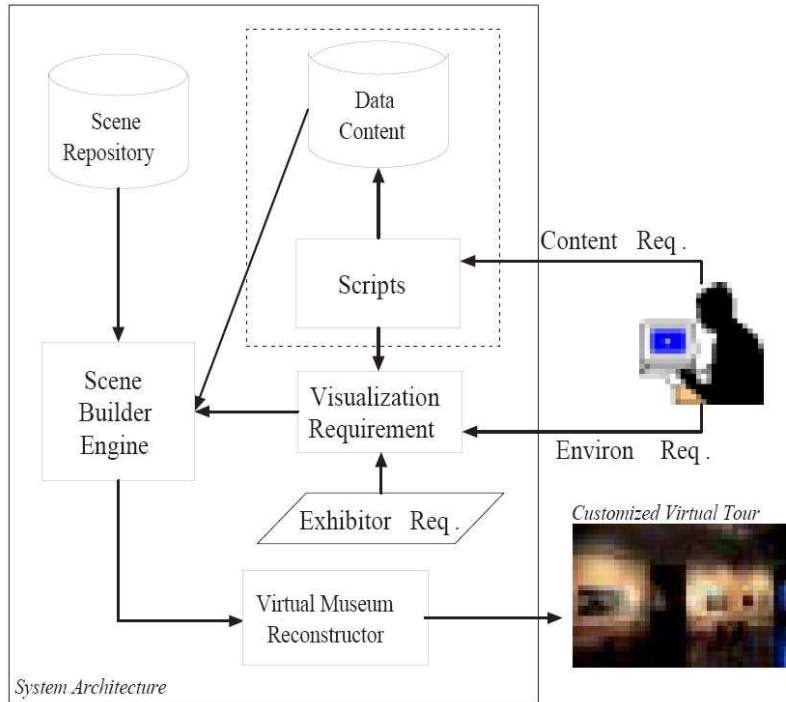 Scene
Repository
Data
Content
Content Req .
Scripts
Scene
Builder
Engine
Visualization
Requirement
Environ Req .
Exhibitor Req .
Customized Virtual Tour
Virtual Museum
Reconstructor
System Architecture